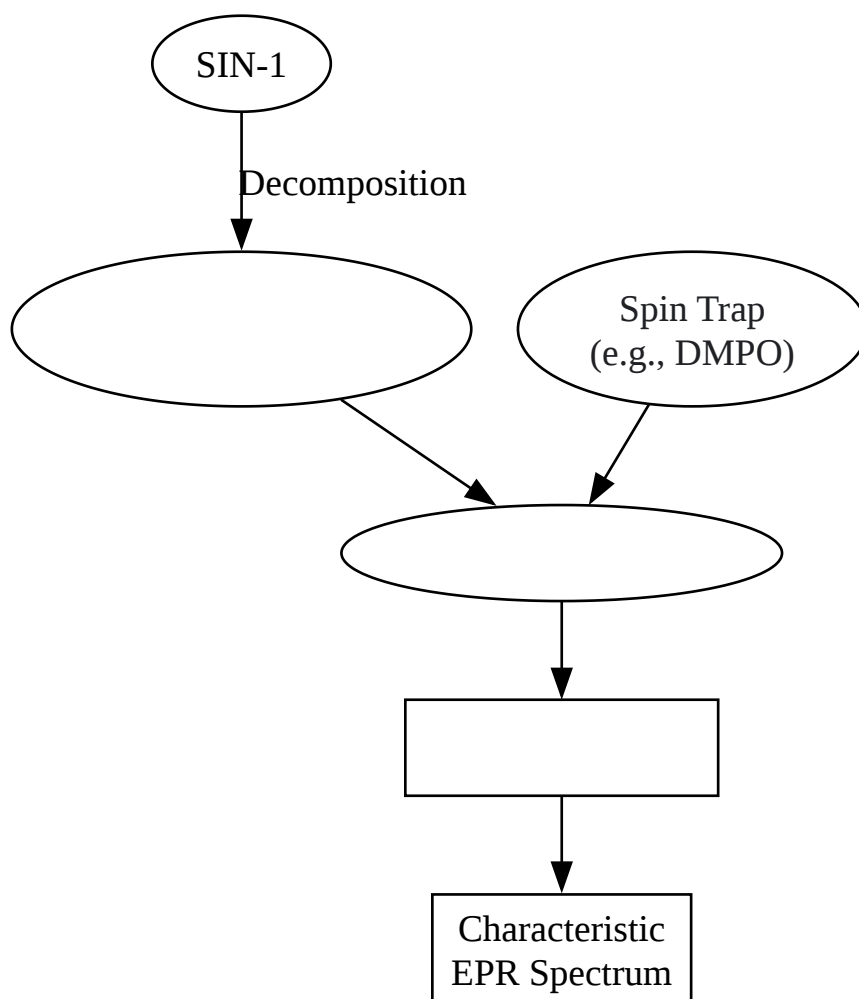 SIN-1
Decomposition
Spin Trap
(e.g., DMPO)
Characteristic
EPR Spectrum